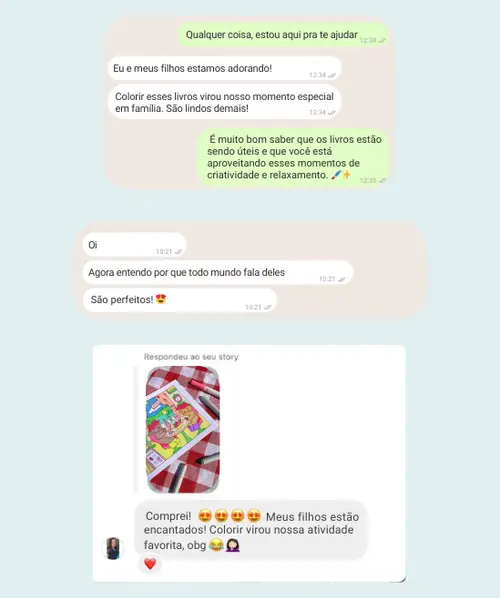 Qualquer coisa, estou aqui pra te ajudar
12:34
Eu e meus filhos estamos adorando!
12:34
Colorir esses livros virou nosso momento especial
em família. São lindos demais!
12:34
É muito bom saber que os livros estão
sendo úteis e que você está
aproveitando esses momentos de
criatividade e relaxamento. 🖌️✨
12:35
Oi
10:21
Agora entendo por que todo mundo fala deles
10:21
São perfeitos! 😍
10:21
Respondeu ao seu story
Comprei! 😍😍😍😍 Meus filhos estão
encantados! Colorir virou nossa atividade
favorita, obg 😂🤦🏻‍♀️
❤️